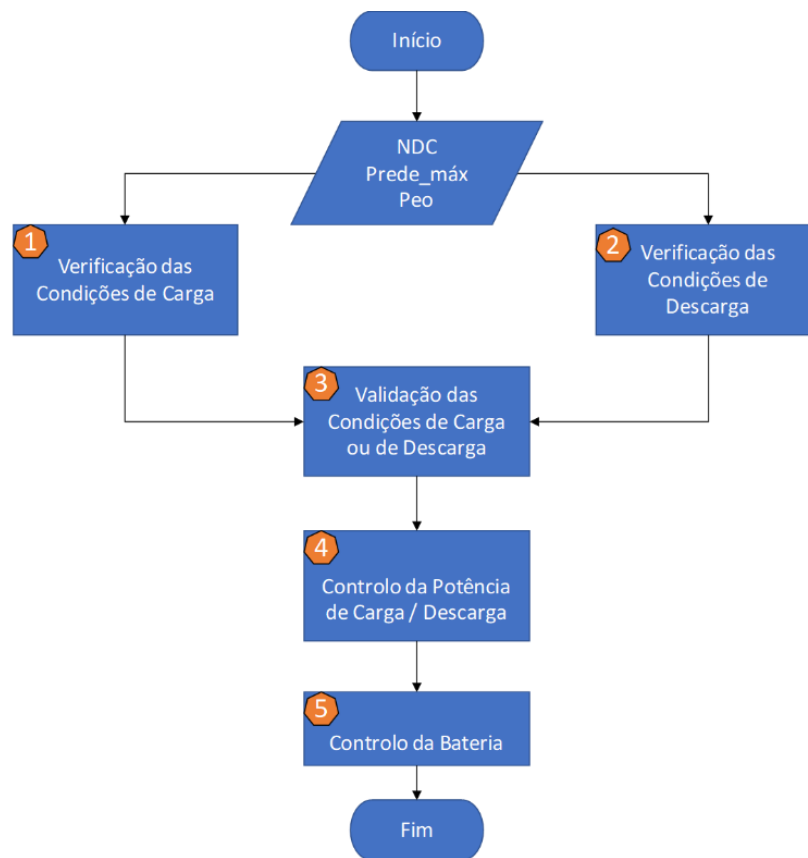 Início
NDC
Prede_máx
Peo
1
Verificação das
Condições de Carga
2
Verificação das
Condições de
Descarga
3
Validação das
Condições de Carga
ou de Descarga
4
Controlo da Potência
de Carga / Descarga
5
Controlo da Bateria
Fim